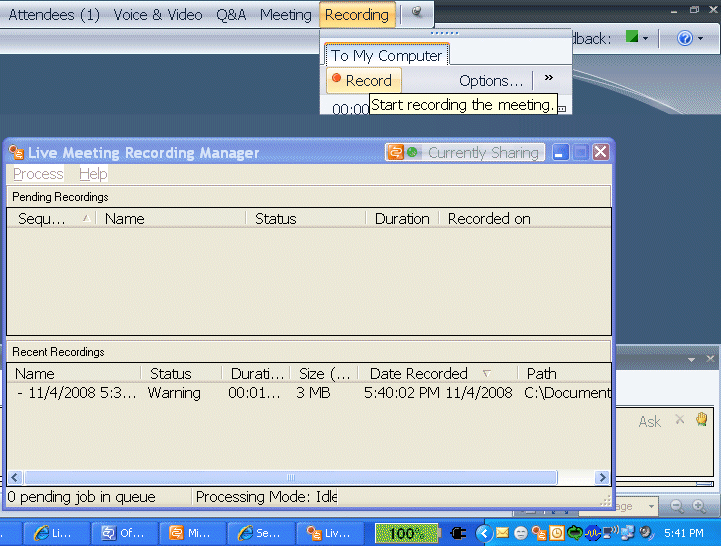 Attendees (1) Voice & Video Q&A Meeting Recording
dback:
To My Computer
Record Options... »
00:00
Start recording the meeting.
Live Meeting Recording Manager Currently Sharing
Process Help
Pending Recordings
Sequ... Name Status Duration Recorded on
Recent Recordings
Name Status Durati... Size (... Date Recorded Path
- 11/4/2008 5:3... Warning 00:01... 3 MB 5:40:02 PM 11/4/2008 C:\Document
Ask
0 pending job in queue Processing Mode: Idle
age
Li... Of... Mi... Se... Liv... 100% 5:41 PM